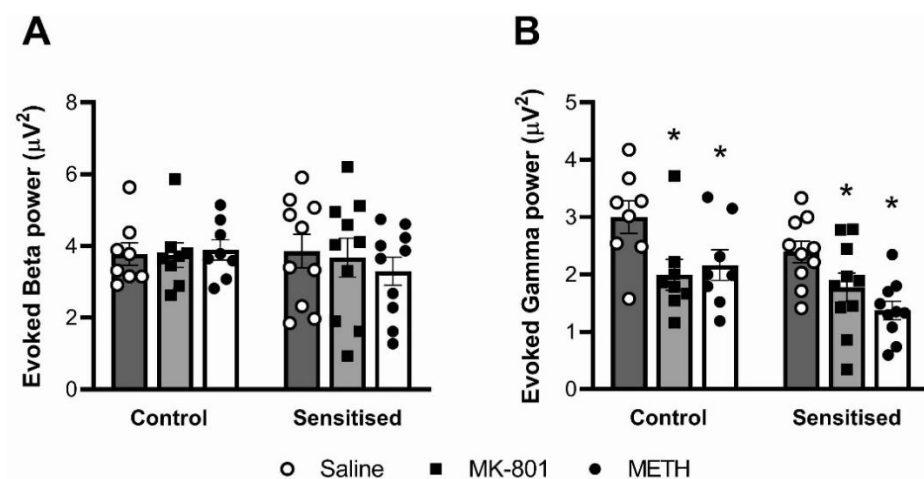 A
Evoked Beta power (μV²)
8
6
4
2
0
Control
Sensitised
B
Evoked Gamma power (μV²)
5
4
3
2
1
0
* * * *
Control
Sensitised
Saline MK-801 METH